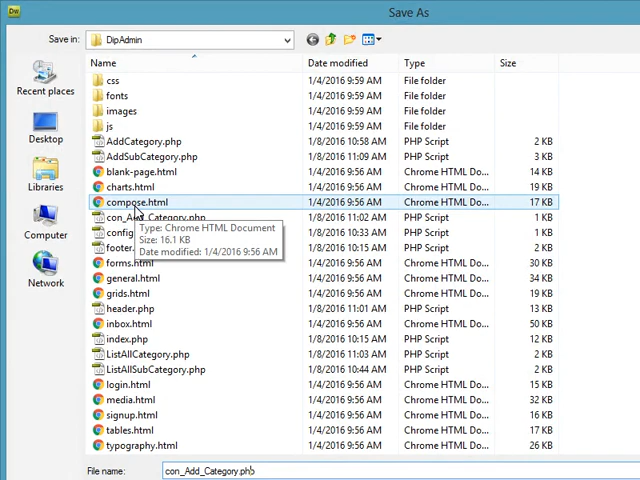 Dw
Save As
Save in: DipAdmin
Name Date modified Type Size
css 1/4/2016 9:59 AM File folder
fonts 1/4/2016 9:59 AM File folder
images 1/4/2016 9:59 AM File folder
js 1/4/2016 9:59 AM File folder
AddCategory.php 1/8/2016 10:58 AM PHP Script 2 KB
AddSubCategory.php 1/8/2016 11:09 AM PHP Script 3 KB
blank-page.html 1/4/2016 9:56 AM Chrome HTML Do... 14 KB
charts.html 1/4/2016 9:56 AM Chrome HTML Do... 19 KB
compose.html 1/4/2016 9:56 AM Chrome HTML Do... 17 KB
con_Add_Category.php 1/8/2016 11:02 AM PHP Script 1 KB
config 1/8/2016 10:33 AM PHP Script 1 KB
footer. 1/8/2016 10:15 AM PHP Script 2 KB
Type: Chrome HTML Document
Size: 16.1 KB
Date modified: 1/4/2016 9:56 AM
forms.html 1/4/2016 9:56 AM Chrome HTML Do... 30 KB
general.html 1/4/2016 9:56 AM Chrome HTML Do... 34 KB
grids.html 1/4/2016 9:56 AM Chrome HTML Do... 19 KB
header.php 1/8/2016 11:01 AM PHP Script 13 KB
inbox.html 1/4/2016 9:56 AM Chrome HTML Do... 50 KB
index.php 1/8/2016 10:15 AM PHP Script 12 KB
ListAllCategory.php 1/8/2016 11:03 AM PHP Script 2 KB
ListAllSubCategory.php 1/8/2016 10:44 AM PHP Script 2 KB
login.html 1/4/2016 9:56 AM Chrome HTML Do... 15 KB
media.html 1/4/2016 9:56 AM Chrome HTML Do... 32 KB
signup.html 1/4/2016 9:56 AM Chrome HTML Do... 16 KB
tables.html 1/4/2016 9:56 AM Chrome HTML Do... 17 KB
typography.html 1/4/2016 9:56 AM Chrome HTML Do... 26 KB
Recent places
Desktop
Libraries
Computer
Network
File name: con_Add_Category.php